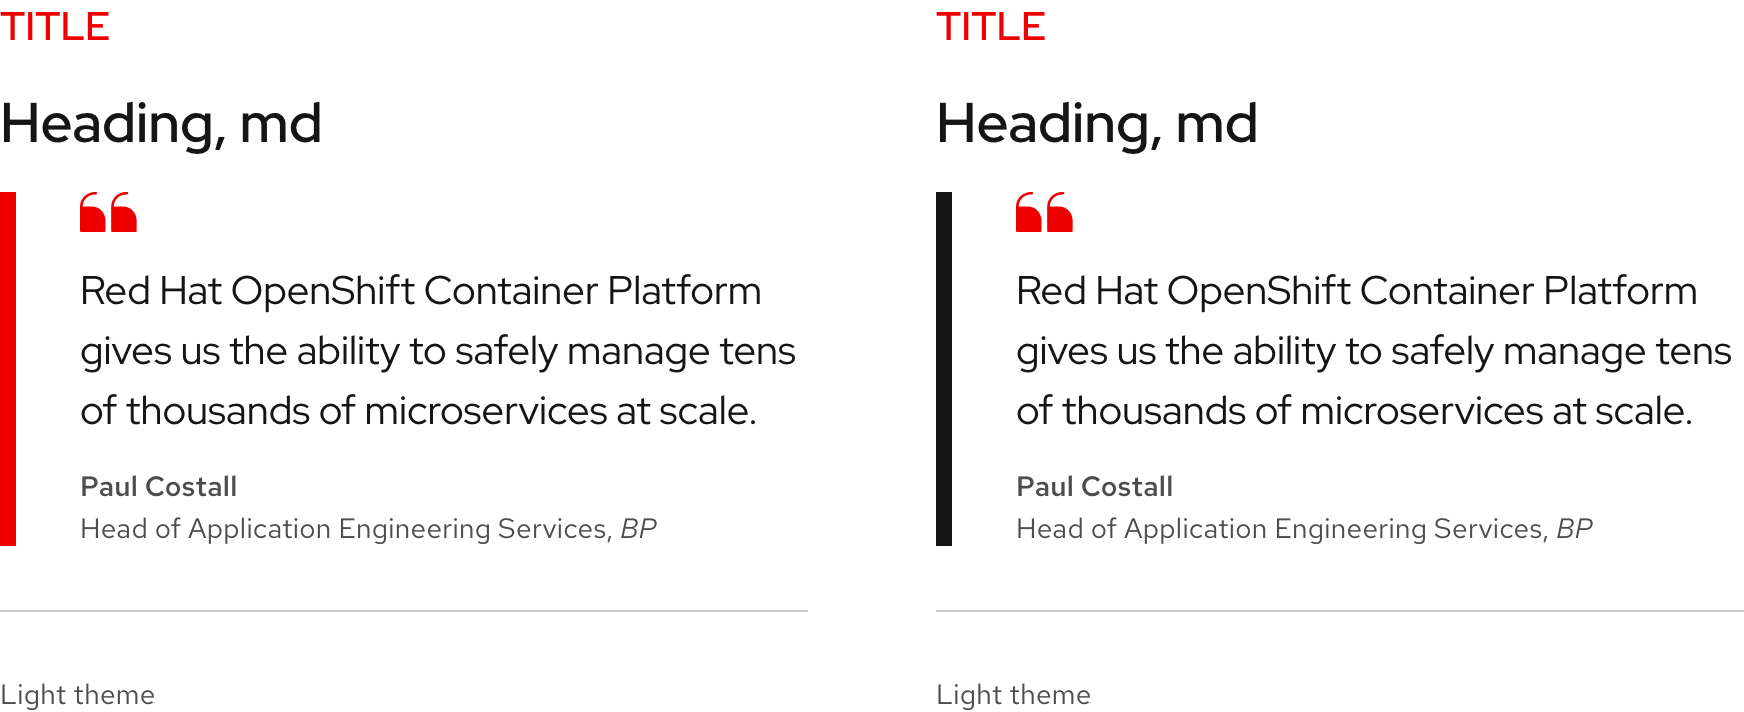 TITLE
Heading, md
Red Hat OpenShift Container Platform
gives us the ability to safely manage tens
of thousands of microservices at scale.
Paul Costall
Head of Application Engineering Services, BP
Light theme
TITLE
Heading, md
Red Hat OpenShift Container Platform
gives us the ability to safely manage tens
of thousands of microservices at scale.
Paul Costall
Head of Application Engineering Services, BP
Light theme